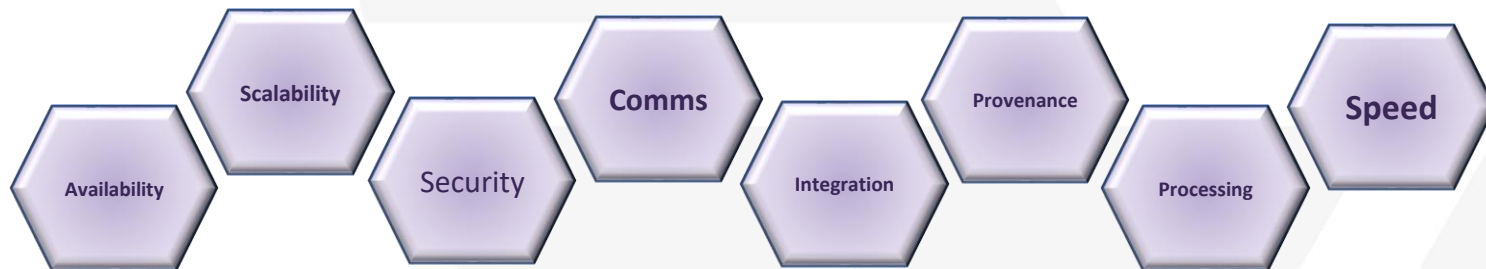 Availability
Scalability
Security
Comms
Integration
Provenance
Processing
Speed